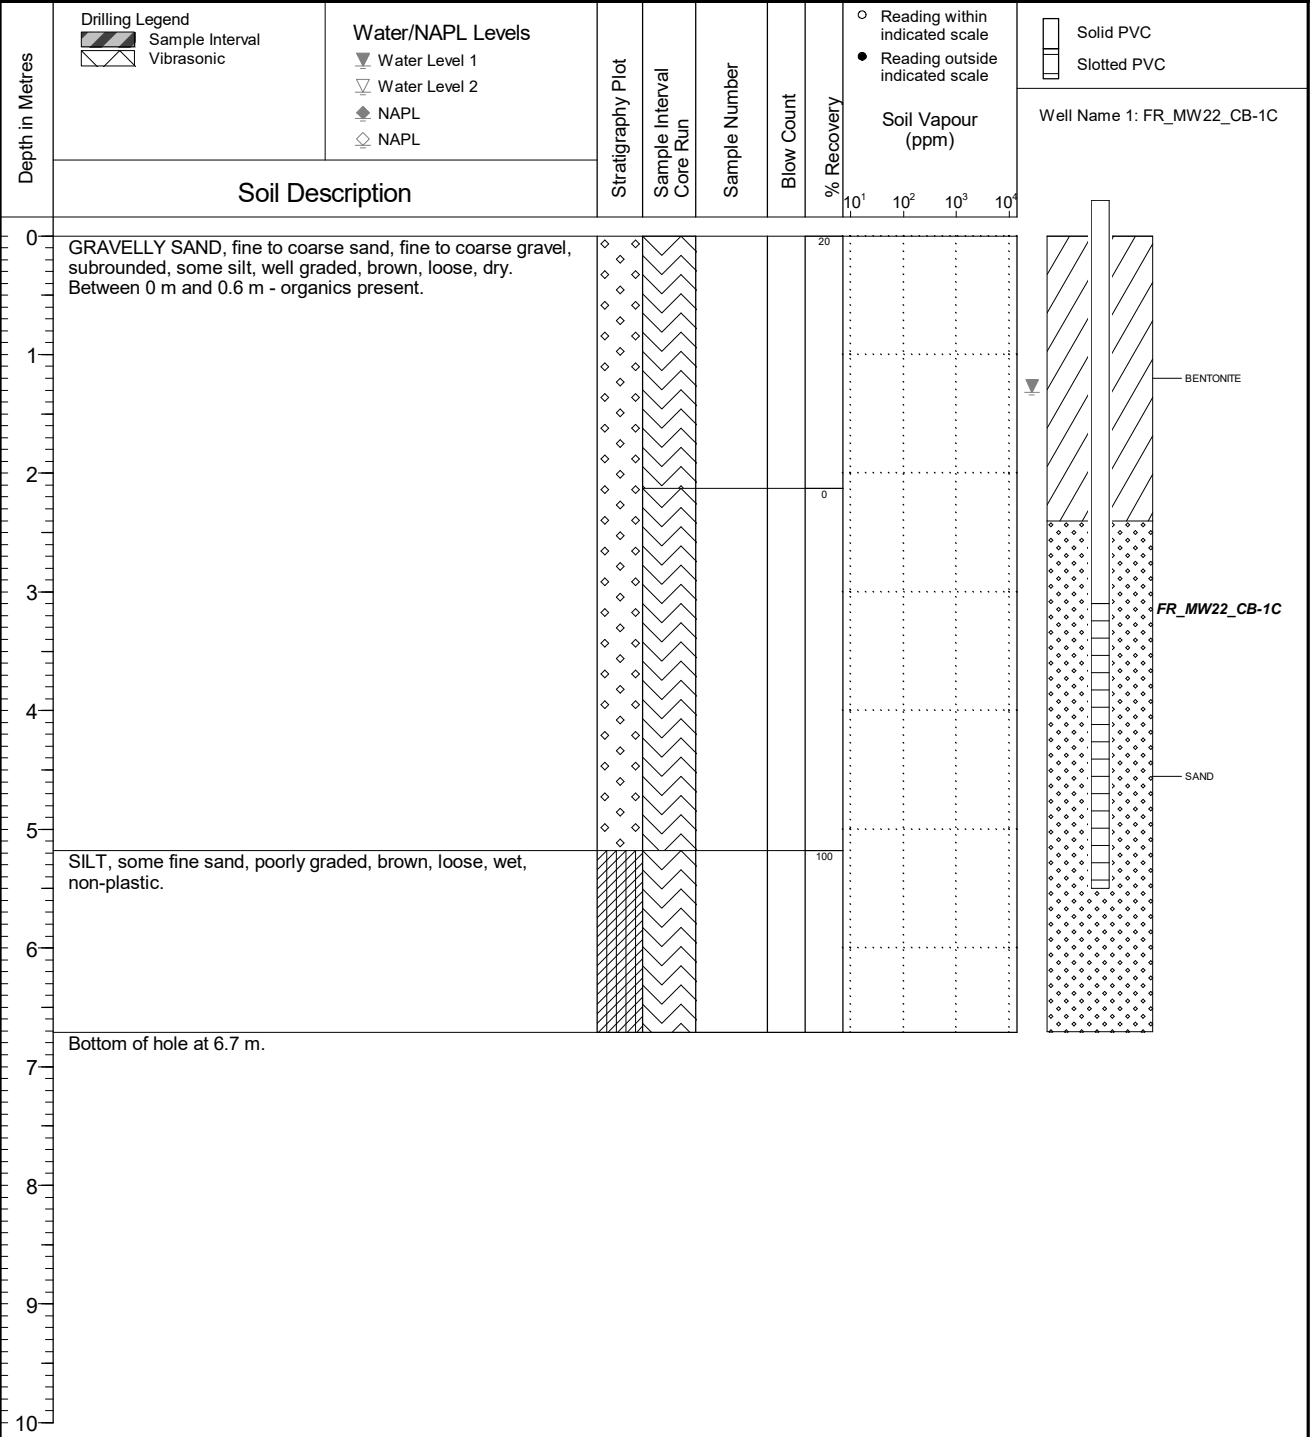 Depth in Metres
Drilling Legend
Sample Interval
Vibrasonic
Water/NAPL Levels
Water Level 1
Water Level 2
NAPL
NAPL
Soil Description
Stratigraphy Plot
Sample Interval
Core Run
Sample Number
Blow Count
% Recovery
Reading within
indicated scale
Reading outside
indicated scale
Soil Vapour
(ppm)
10¹ 10² 10³ 10⁴
Solid PVC
Slotted PVC
Well Name 1: FR_MW22_CB-1C
0
GRAVELLY SAND, fine to coarse sand, fine to coarse gravel,
subrounded, some silt, well graded, brown, loose, dry.
Between 0 m and 0.6 m - organics present.
20
1
BENTONITE
2
0
3
FR_MW22_CB-1C
4
SAND
5
SILT, some fine sand, poorly graded, brown, loose, wet,
non-plastic.
100
6
Bottom of hole at 6.7 m.
7
8
9
10